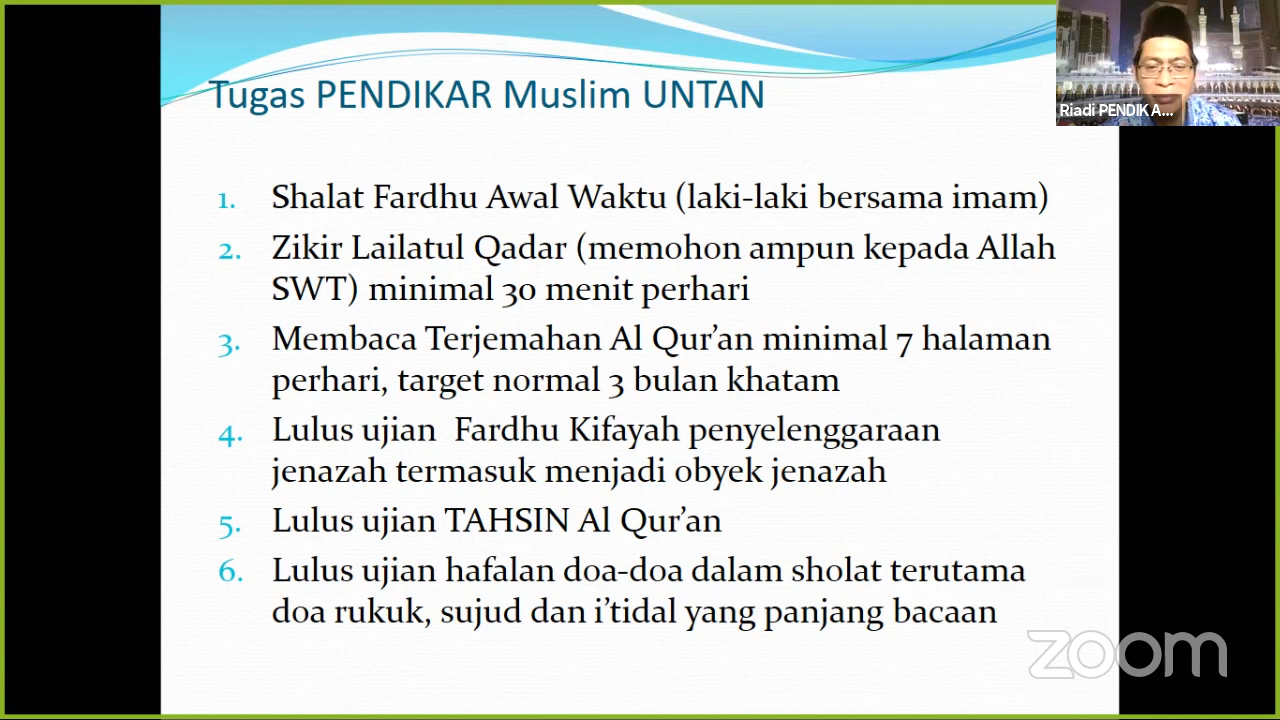 Tugas PENDIKAR Muslim UNTAN
Riadi PENDIK A...
1. Shalat Fardhu Awal Waktu (laki-laki bersama imam)
2. Zikir Lailatul Qadar (memohon ampun kepada Allah
SWT) minimal 30 menit perhari
3. Membaca Terjemahan Al Qur’an minimal 7 halaman
perhari, target normal 3 bulan khatam
4. Lulus ujian  Fardhu Kifayah penyelenggaraan
jenazah termasuk menjadi obyek jenazah
5. Lulus ujian TAHSIN Al Qur’an
6. Lulus ujian hafalan doa-doa dalam sholat terutama
doa rukuk, sujud dan i’tidal yang panjang bacaan
zoom